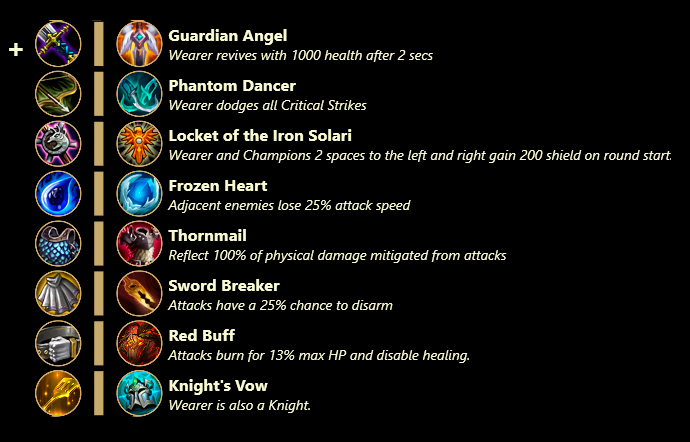 +
Guardian Angel
Wearer revives with 1000 health after 2 secs
Phantom Dancer
Wearer dodges all Critical Strikes
Locket of the Iron Solari
Wearer and Champions 2 spaces to the left and right gain 200 shield on round start.
Frozen Heart
Adjacent enemies lose 25% attack speed
Thornmail
Reflect 100% of physical damage mitigated from attacks
Sword Breaker
Attacks have a 25% chance to disarm
Red Buff
Attacks burn for 13% max HP and disable healing.
Knight's Vow
Wearer is also a Knight.